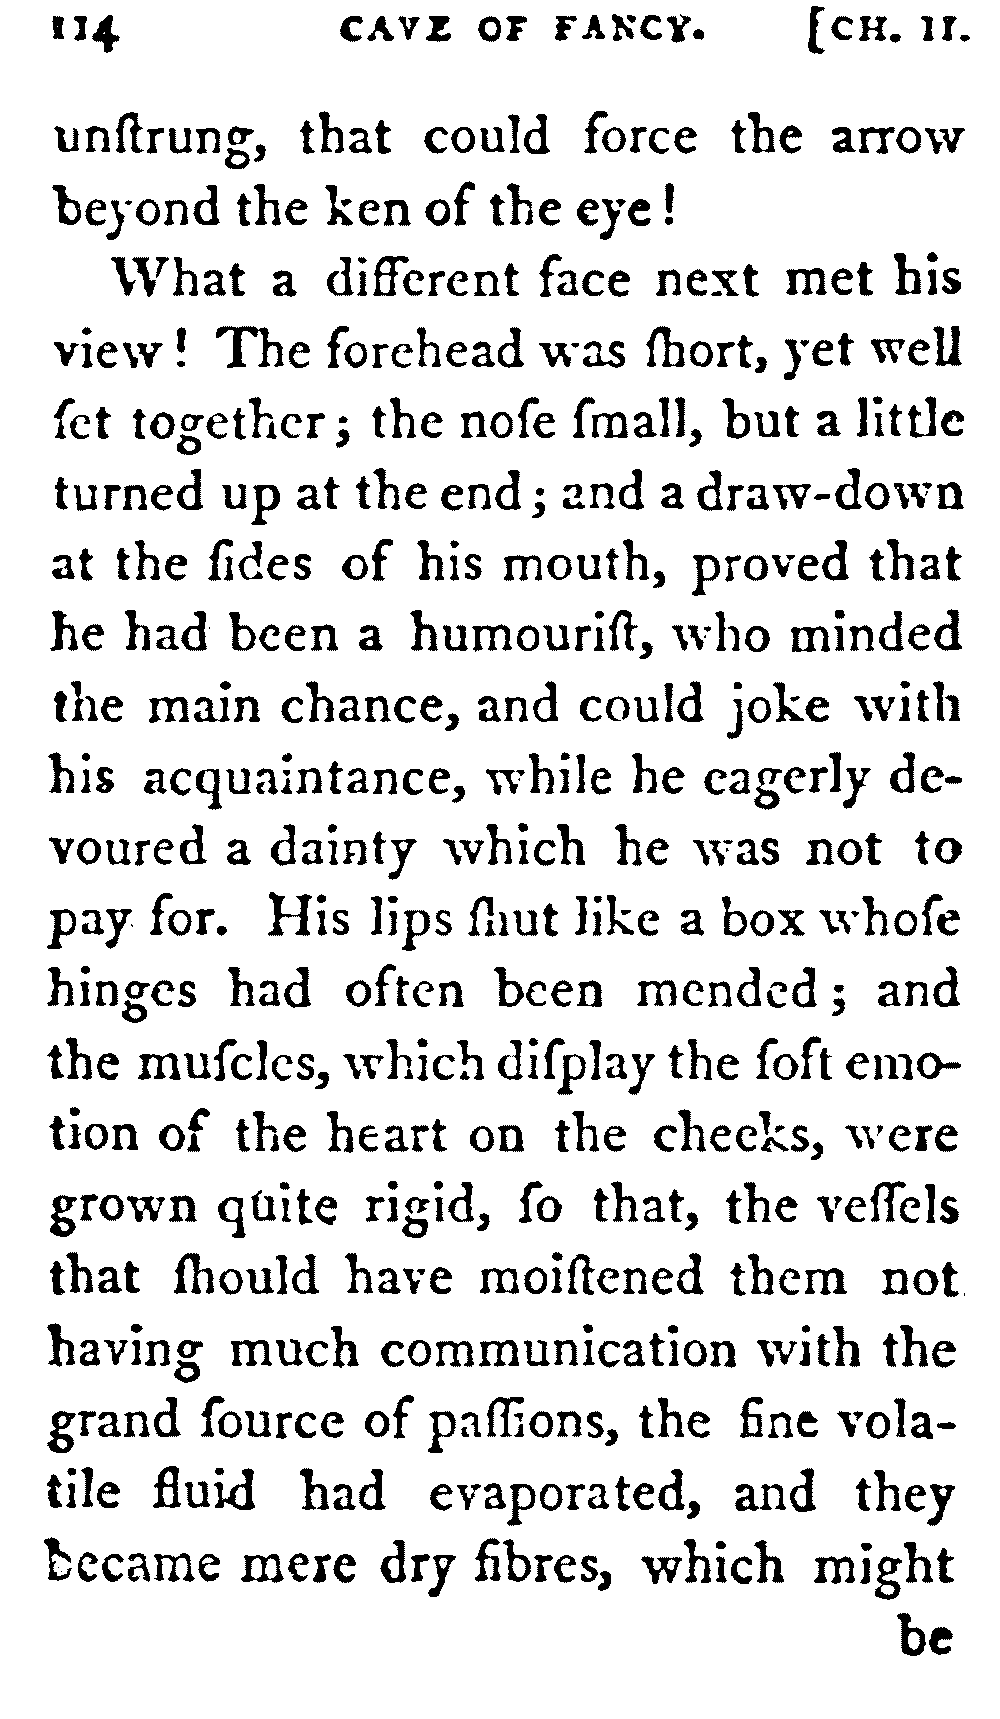 114 CAVE OF FANCY. [CH. II.
unſtrung, that could force the arrow
beyond the ken of the eye!
What a different face next met his
view! The forehead was ſhort, yet well
ſet together; the noſe ſmall, but a little
turned up at the end; and a draw-down
at the ſides of his mouth, proved that
he had been a humouriſt, who minded
the main chance, and could joke with
his acquaintance, while he eagerly de-
voured a dainty which he was not to
pay for. His lips ſhut like a box whoſe
hinges had often been mended; and
the muſcles, which diſplay the ſoft emo-
tion of the heart on the cheeks, were
grown quite rigid, ſo that, the veſſels
that ſhould have moiſtened them not
having much communication with the
grand ſource of paſſions, the fine vola-
tile fluid had evaporated, and they
became mere dry fibres, which might
be